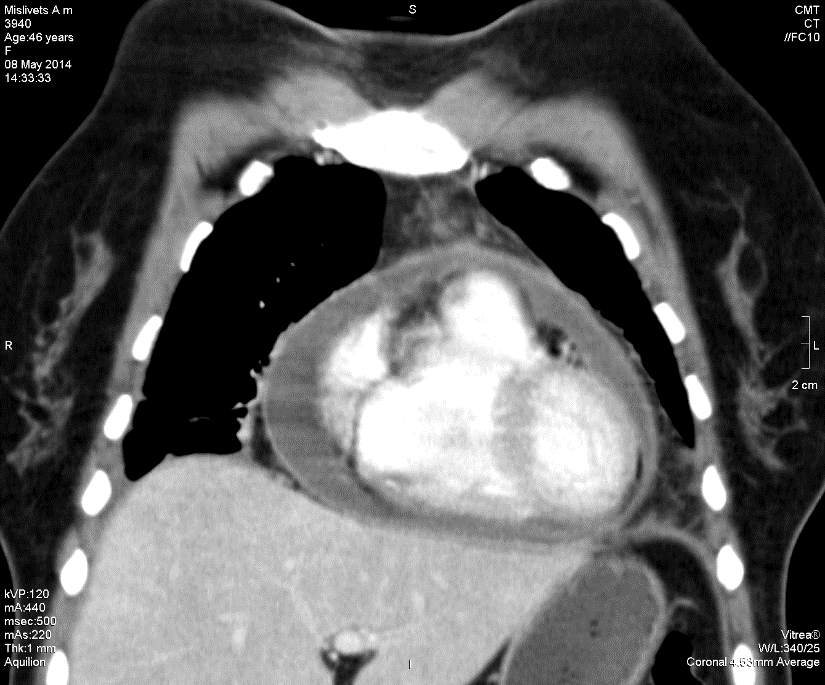 Mislivets A m
3940
Age:46 years
F
08 May 2014
14:33:33
S
CMT
CT
//FC10
R
L
2 cm
kVP:120
mA:440
msec:500
mAs:220
Thk:1 mm
Aquilion
I
Vitrea®
W/L:340/25
Coronal 4.53mm Average